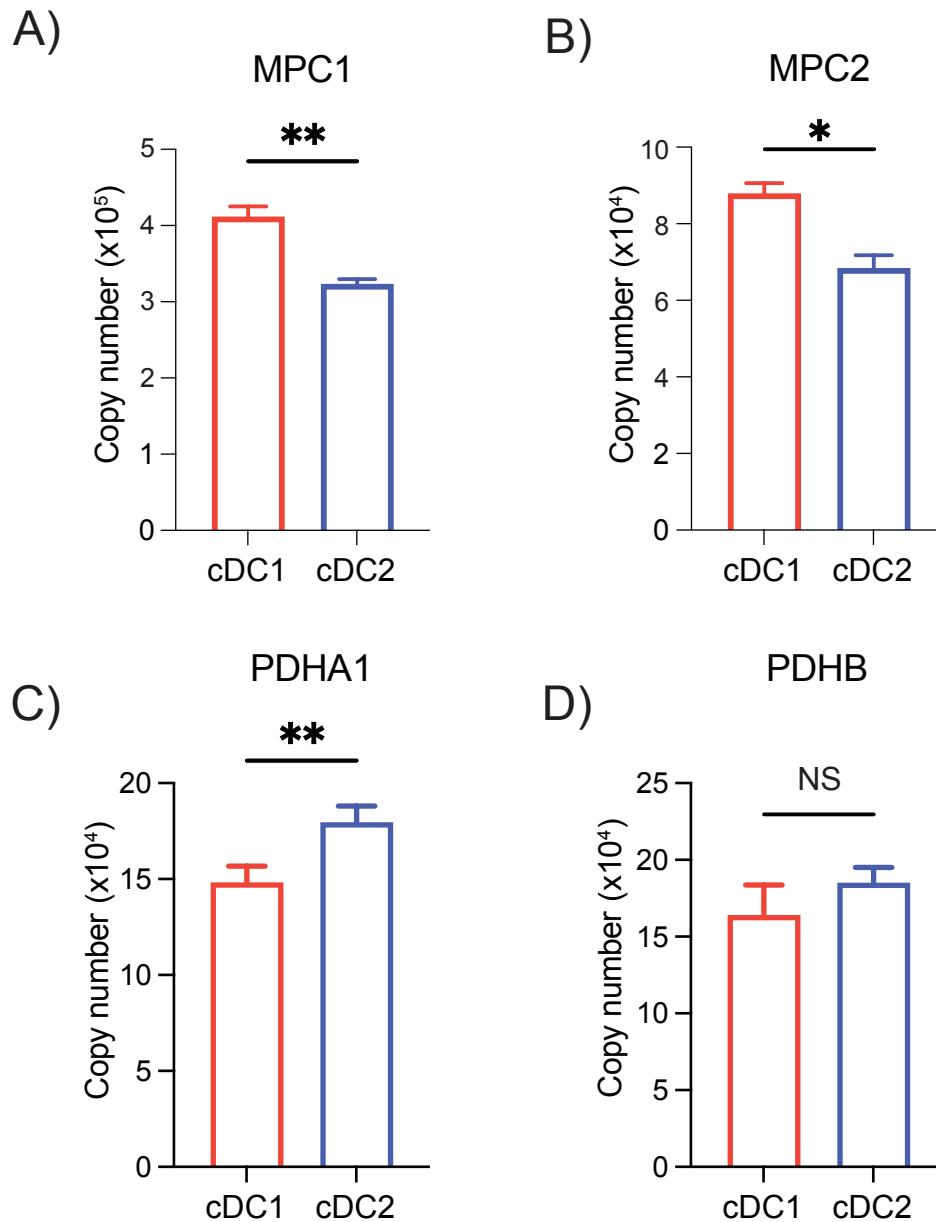 A)
MPC1
**
Copy number (x10⁵)
5
4
3
2
1
0
cDC1 cDC2
B)
MPC2
*
Copy number (x10⁴)
10
8
6
4
2
0
cDC1 cDC2
C)
PDHA1
**
Copy number (x10⁴)
20
15
10
5
0
cDC1 cDC2
D)
PDHB
NS
Copy number (x10⁴)
25
20
15
10
5
0
cDC1 cDC2